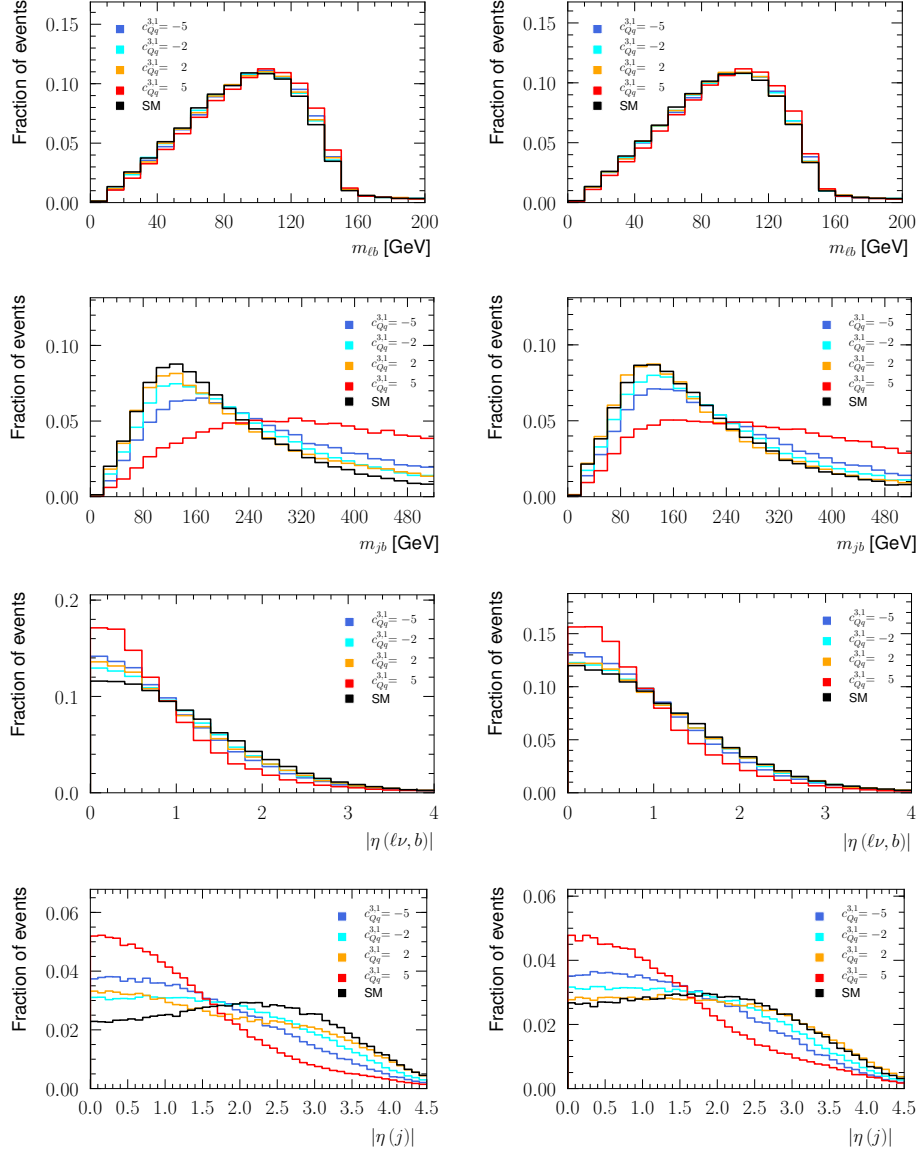 Fraction of events
0.15
0.10
0.05
0.00
c^{3.1}_{Qq} = −5
c^{3.1}_{Qq} = −2
c^{3.1}_{Qq} = 2
c^{3.1}_{Qq} = 5
SM
0 40 80 120 160 200
m_{ℓb} [GeV]
Fraction of events
0.15
0.10
0.05
0.00
c^{3.1}_{Qq} = −5
c^{3.1}_{Qq} = −2
c^{3.1}_{Qq} = 2
c^{3.1}_{Qq} = 5
SM
0 40 80 120 160 200
m_{ℓb} [GeV]
Fraction of events
0.10
0.05
0.00
c^{3.1}_{Qq} = −5
c^{3.1}_{Qq} = −2
c^{3.1}_{Qq} = 2
c^{3.1}_{Qq} = 5
SM
0 80 160 240 320 400 480
m_{jb} [GeV]
Fraction of events
0.10
0.05
0.00
c^{3.1}_{Qq} = −5
c^{3.1}_{Qq} = −2
c^{3.1}_{Qq} = 2
c^{3.1}_{Qq} = 5
SM
0 80 160 240 320 400 480
m_{jb} [GeV]
Fraction of events
0.2
0.1
0.0
c^{3.1}_{Qq} = −5
c^{3.1}_{Qq} = −2
c^{3.1}_{Qq} = 2
c^{3.1}_{Qq} = 5
SM
0 1 2 3 4
|η (ℓν, b)|
Fraction of events
0.15
0.10
0.05
0.00
c^{3.1}_{Qq} = −5
c^{3.1}_{Qq} = −2
c^{3.1}_{Qq} = 2
c^{3.1}_{Qq} = 5
SM
0 1 2 3 4
|η (ℓν, b)|
Fraction of events
0.06
0.04
0.02
0.00
c^{3.1}_{Qq} = −5
c^{3.1}_{Qq} = −2
c^{3.1}_{Qq} = 2
c^{3.1}_{Qq} = 5
SM
0.0 0.5 1.0 1.5 2.0 2.5 3.0 3.5 4.0 4.5
|η (j)|
Fraction of events
0.06
0.04
0.02
0.00
c^{3.1}_{Qq} = −5
c^{3.1}_{Qq} = −2
c^{3.1}_{Qq} = 2
c^{3.1}_{Qq} = 5
SM
0.0 0.5 1.0 1.5 2.0 2.5 3.0 3.5 4.0 4.5
|η (j)|